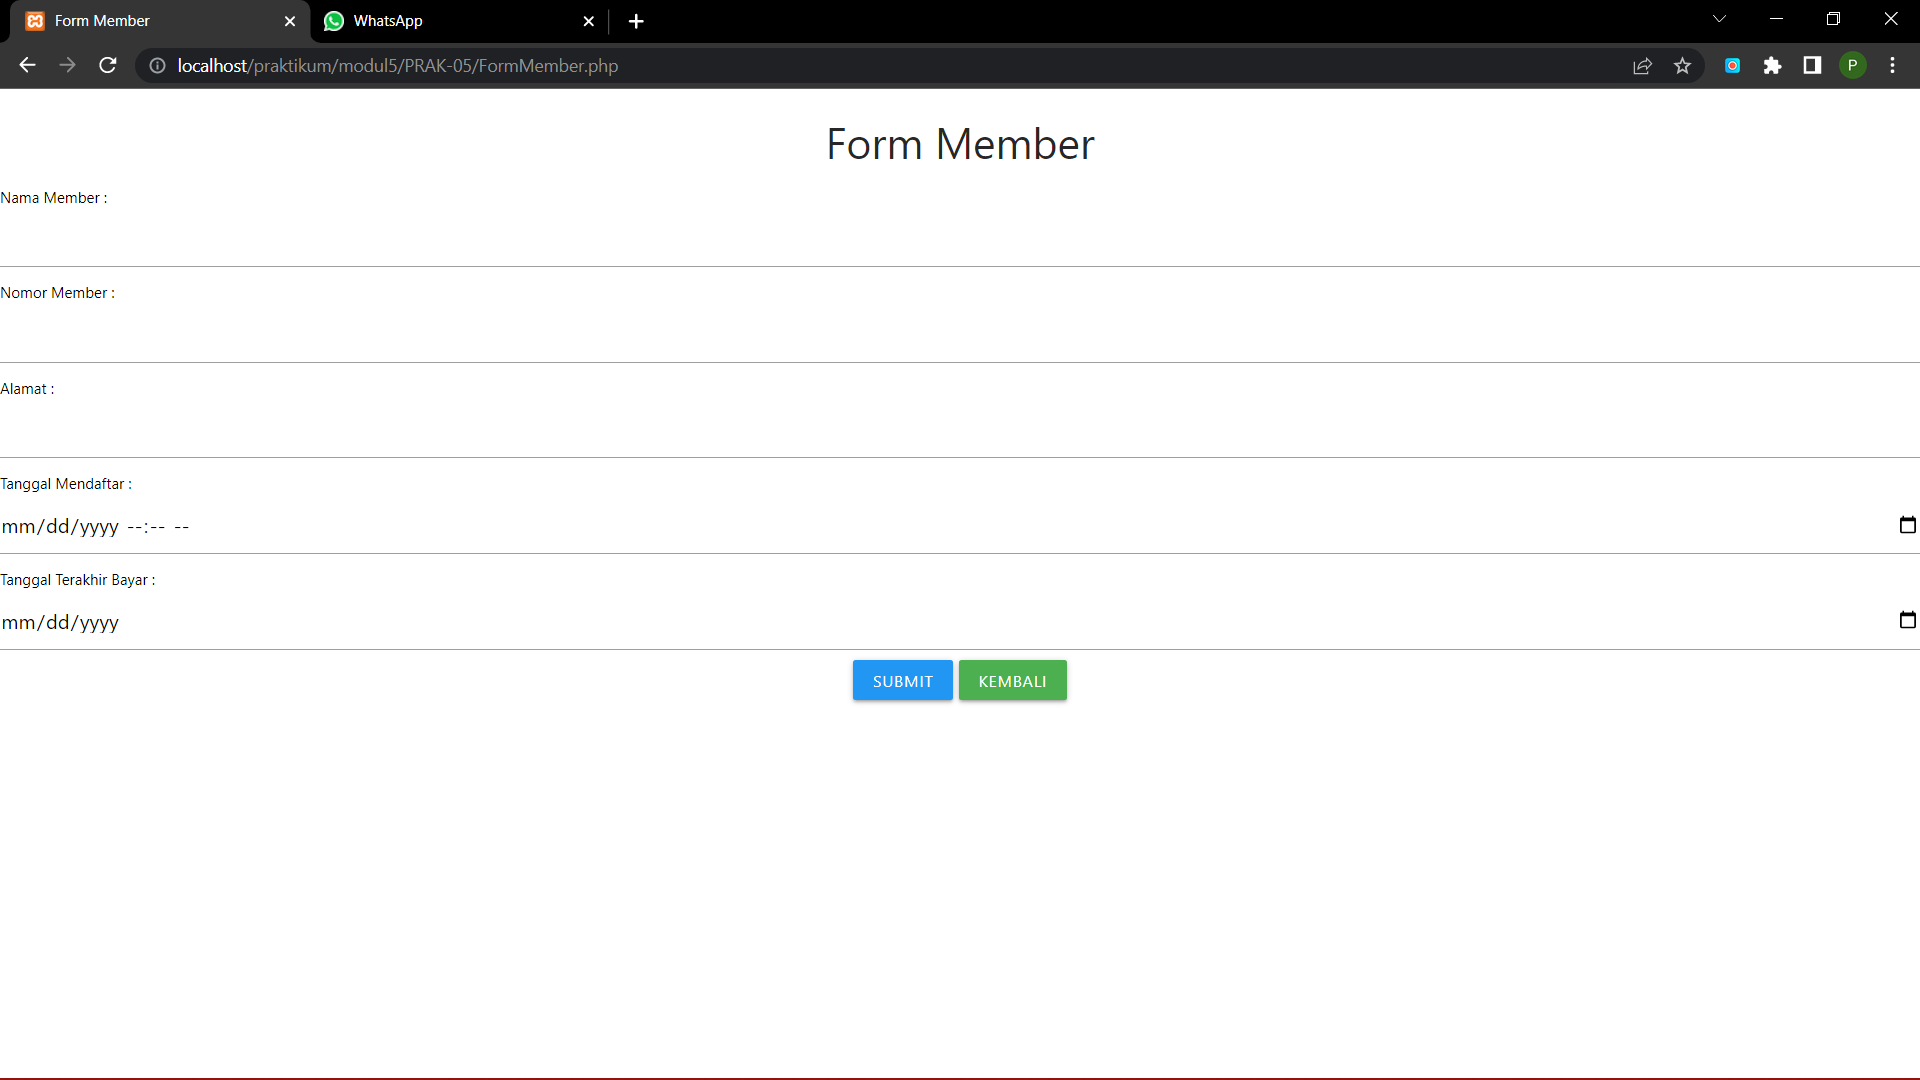 Form Member
WhatsApp
localhost/praktikum/modul5/PRAK-05/FormMember.php
P
Form Member
Nama Member :
Nomor Member :
Alamat :
Tanggal Mendaftar :
mm/dd/yyyy --:-- --
Tanggal Terakhir Bayar :
mm/dd/yyyy
SUBMIT KEMBALI